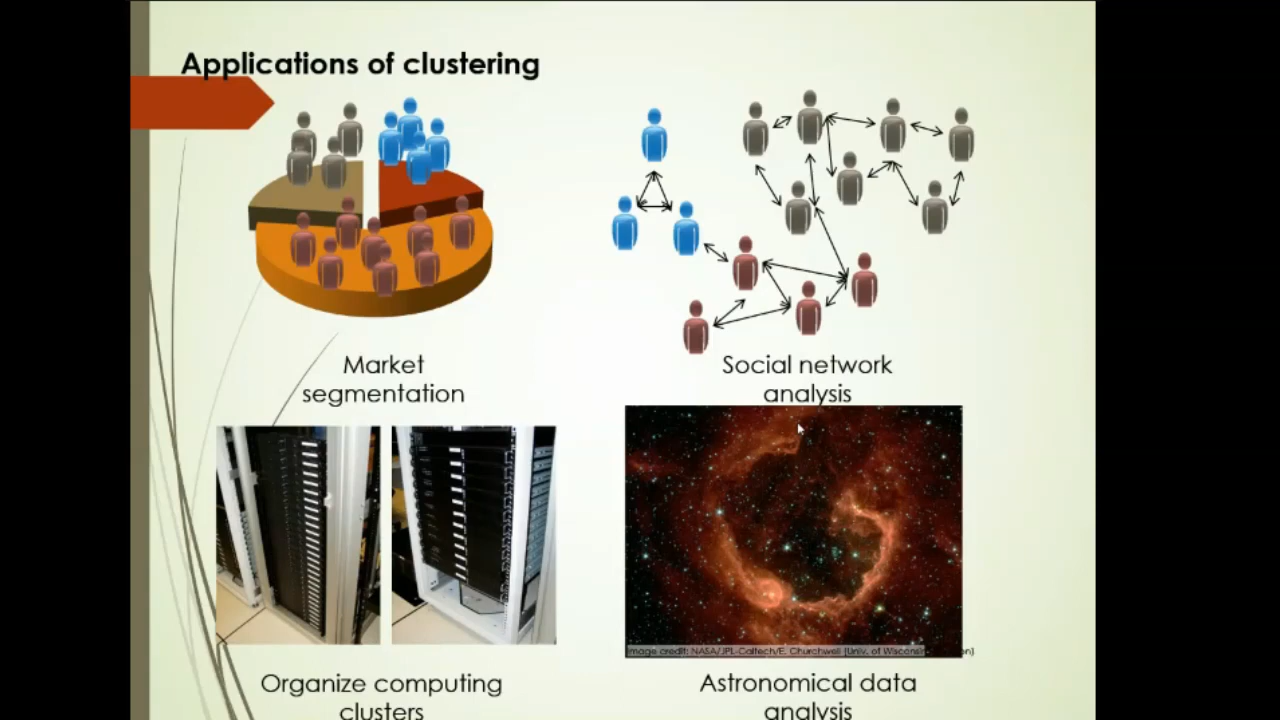 Applications of clustering
Market
segmentation
Social network
analysis
Image credit: NASA/JPL-Caltech/E. Churchwell (Univ. of
Organize computing
clusters
Astronomical data
analysis